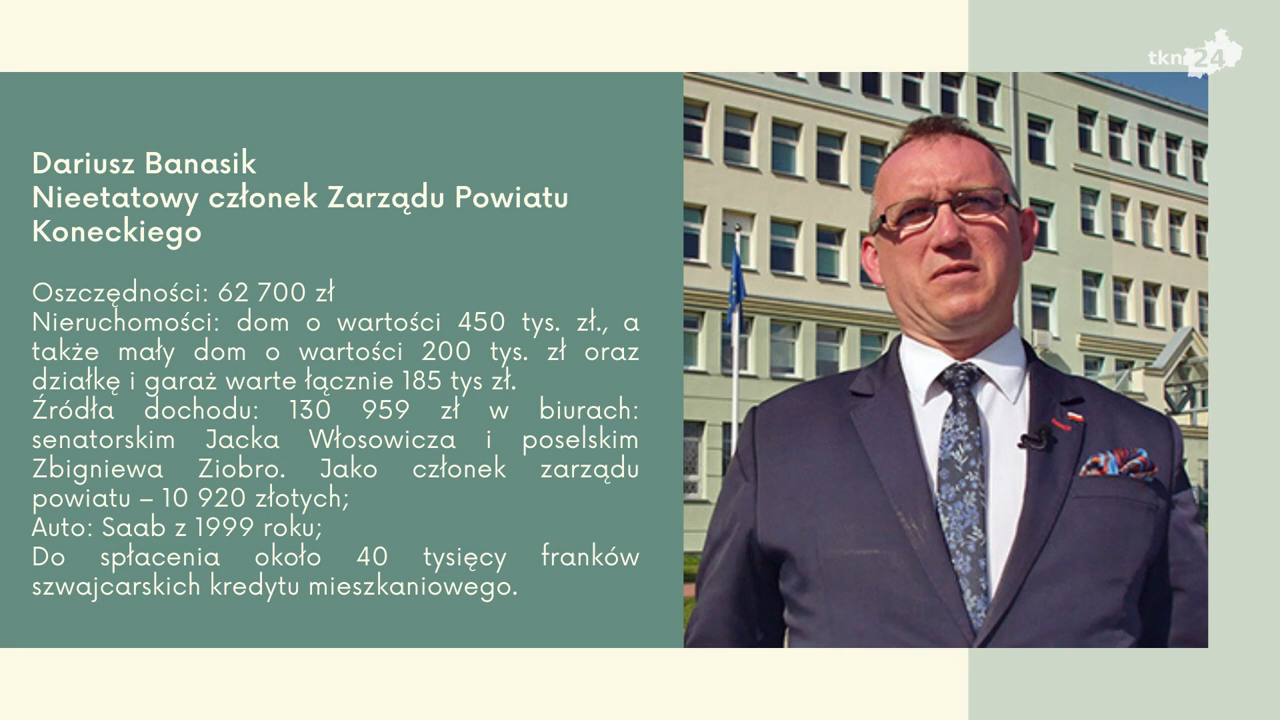 tkn24
Dariusz Banasik
Nieetatowy członek Zarządu Powiatu
Koneckiego
Oszczędności: 62 700 zł
Nieruchomości: dom o wartości 450 tys. zł., a
także mały dom o wartości 200 tys. zł oraz
działkę i garaż warte łącznie 185 tys zł.
Źródła dochodu: 130 959 zł w biurach:
senatorskim Jacka Włosowicza i poselskim
Zbigniewa Ziobro. Jako członek zarządu
powiatu – 10 920 złotych;
Auto: Saab z 1999 roku;
Do spłacenia około 40 tysięcy franków
szwajcarskich kredytu mieszkaniowego.